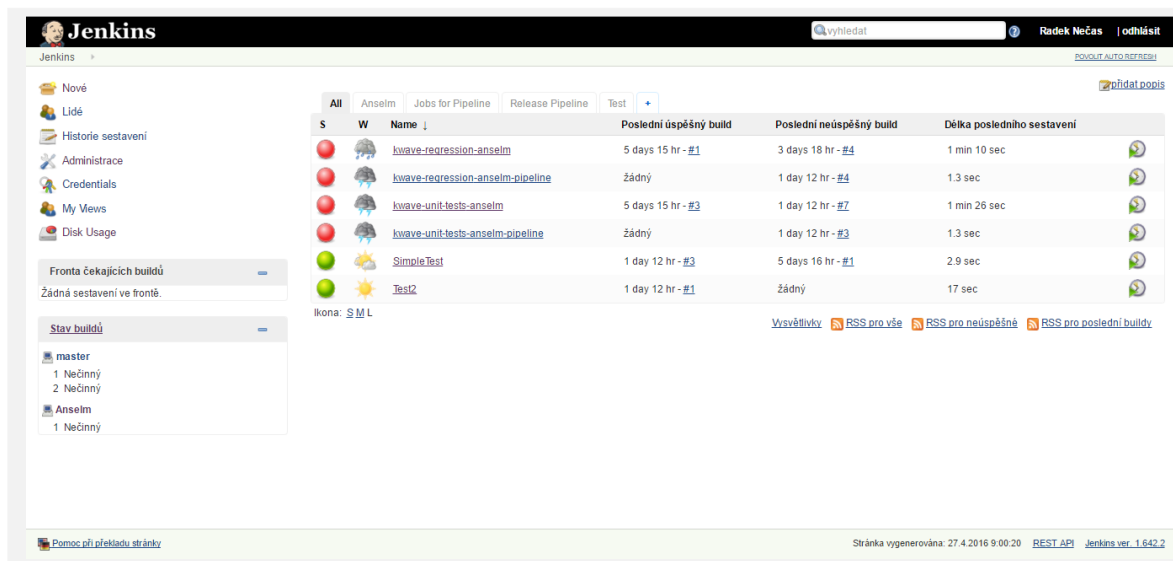 Jenkins
vyhledat
Radek Nečas | odhlásit
Jenkins
POVOLIT AUTO REFRESH
Nové
Lidé
Historie sestavení
Administrace
Credentials
My Views
Disk Usage
Fronta čekajících buildů
Žádná sestavení ve frontě.
Stav buildů
master
1 Nečinný
2 Nečinný
Anselm
1 Nečinný
přidat popis
All Anselm Jobs for Pipeline Release Pipeline Test +
S W Name ↓ Poslední úspěšný build Poslední neúspěšný build Délka posledního sestavení
kwave-regression-anselm 5 days 15 hr - #1 3 days 18 hr - #4 1 min 10 sec
kwave-regression-anselm-pipeline žádný 1 day 12 hr - #4 1.3 sec
kwave-unit-tests-anselm 5 days 15 hr - #3 1 day 12 hr - #7 1 min 26 sec
kwave-unit-tests-anselm-pipeline žádný 1 day 12 hr - #3 1.3 sec
SimpleTest 1 day 12 hr - #3 5 days 16 hr - #1 2.9 sec
Test2 1 day 12 hr - #1 žádný 17 sec
Ikona: S M L
Vysvětlivky RSS pro vše RSS pro neúspěšné RSS pro poslední buildy
Pomoc při překladu stránky
Stránka vygenerována: 27.4.2016 9:00:20 REST API Jenkins ver. 1.642.2